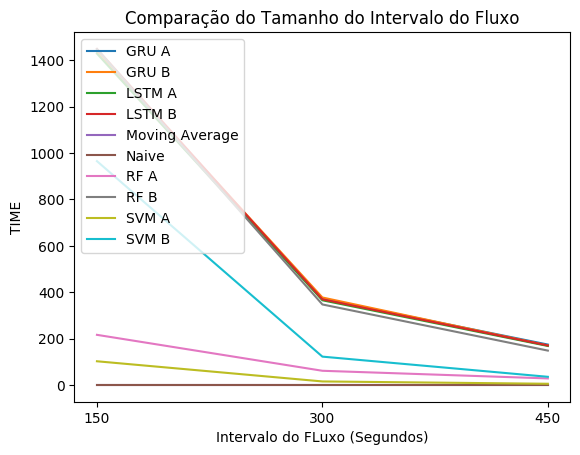 Comparação do Tamanho do Intervalo do Fluxo
TIME
1400
1200
1000
800
600
400
200
0
GRU A
GRU B
LSTM A
LSTM B
Moving Average
Naive
RF A
RF B
SVM A
SVM B
150
300
450
Intervalo do FLuxo (Segundos)